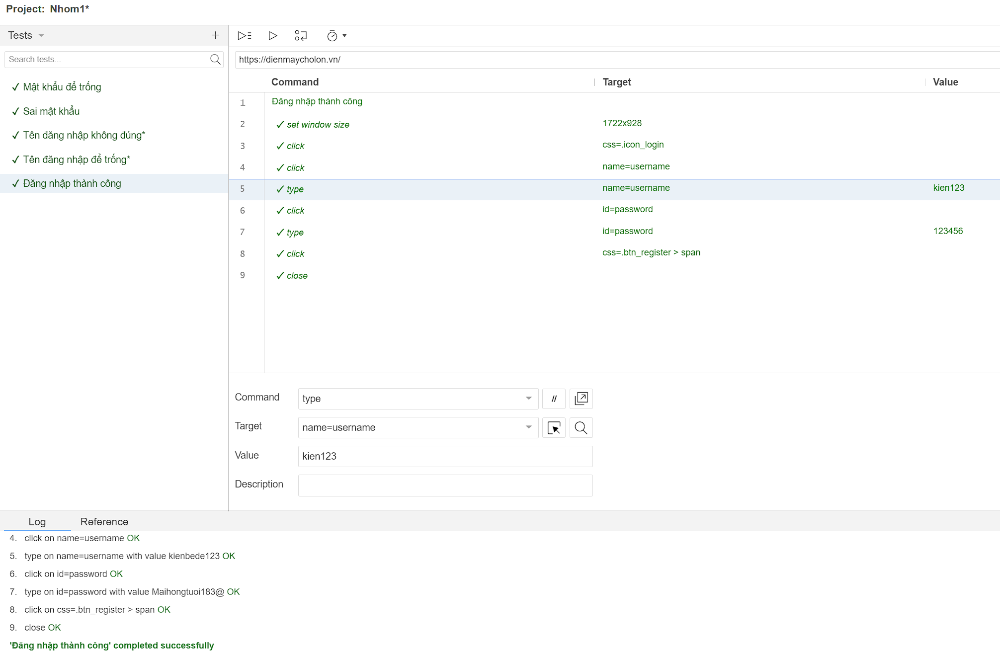 Project: Nhom1*
Tests
Search tests...
✓ Mật khẩu để trống
✓ Sai mật khẩu
✓ Tên đăng nhập không đúng*
✓ Tên đăng nhập để trống*
✓ Đăng nhập thành công
https://dienmaycholon.vn/
Command Target Value
1 Đăng nhập thành công
2 ✓ set window size 1722x928
3 ✓ click css=.icon_login
4 ✓ click name=username
5 ✓ type name=username kien123
6 ✓ click id=password
7 ✓ type id=password 123456
8 ✓ click css=.btn_register > span
9 ✓ close
Command type //
Target name=username
Value kien123
Description
Log Reference
4. click on name=username OK
5. type on name=username with value kienbede123 OK
6. click on id=password OK
7. type on id=password with value Maihongtuoi183@ OK
8. click on css=.btn_register > span OK
9. close OK
'Đăng nhập thành công' completed successfully